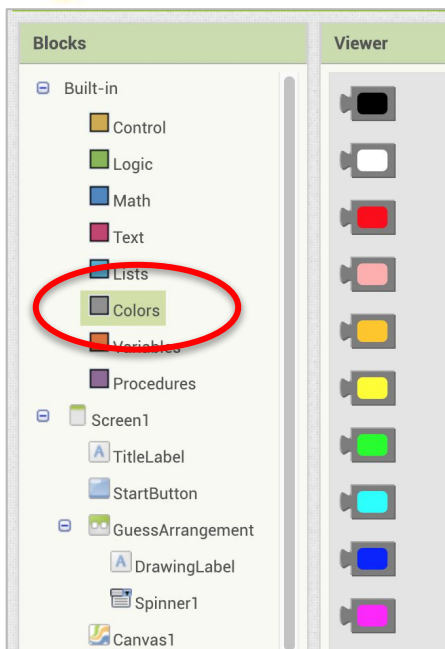 Blocks
Viewer
Built-in
Control
Logic
Math
Text
Lists
Colors
Variables
Procedures
Screen1
A TitleLabel
StartButton
GuessArrangement
A DrawingLabel
Spinner1
Canvas1